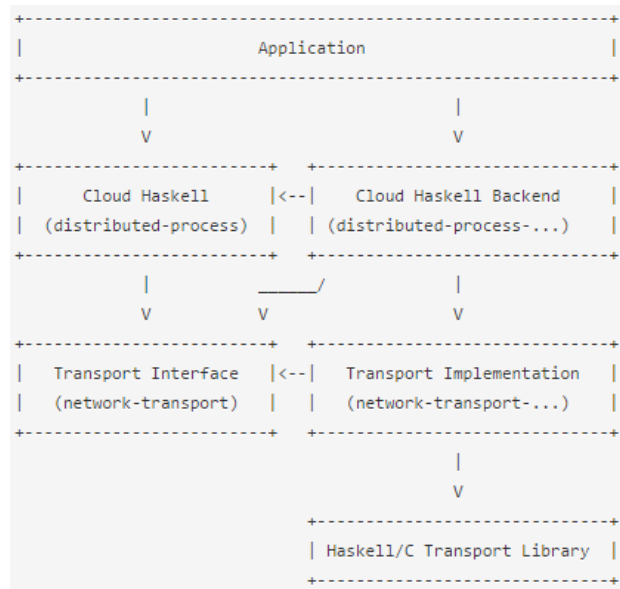 +-------------------------------------------------------------+
|                        Application                          |
+-------------------------------------------------------------+
             |                                |
             V                                V
+--------------------------+   +------------------------------+
|      Cloud Haskell       |<--|    Cloud Haskell Backend     |
|  (distributed-process)   |   | (distributed-process-...)    |
+--------------------------+   +------------------------------+
             |           ______/              |
             V           V                    V
+--------------------------+   +------------------------------+
|   Transport Interface    |<--|   Transport Implementation   |
|   (network-transport)    |   |   (network-transport-...)    |
+--------------------------+   +------------------------------+
                                              |
                                              V
                               +------------------------------+
                               | Haskell/C Transport Library  |
                               +------------------------------+